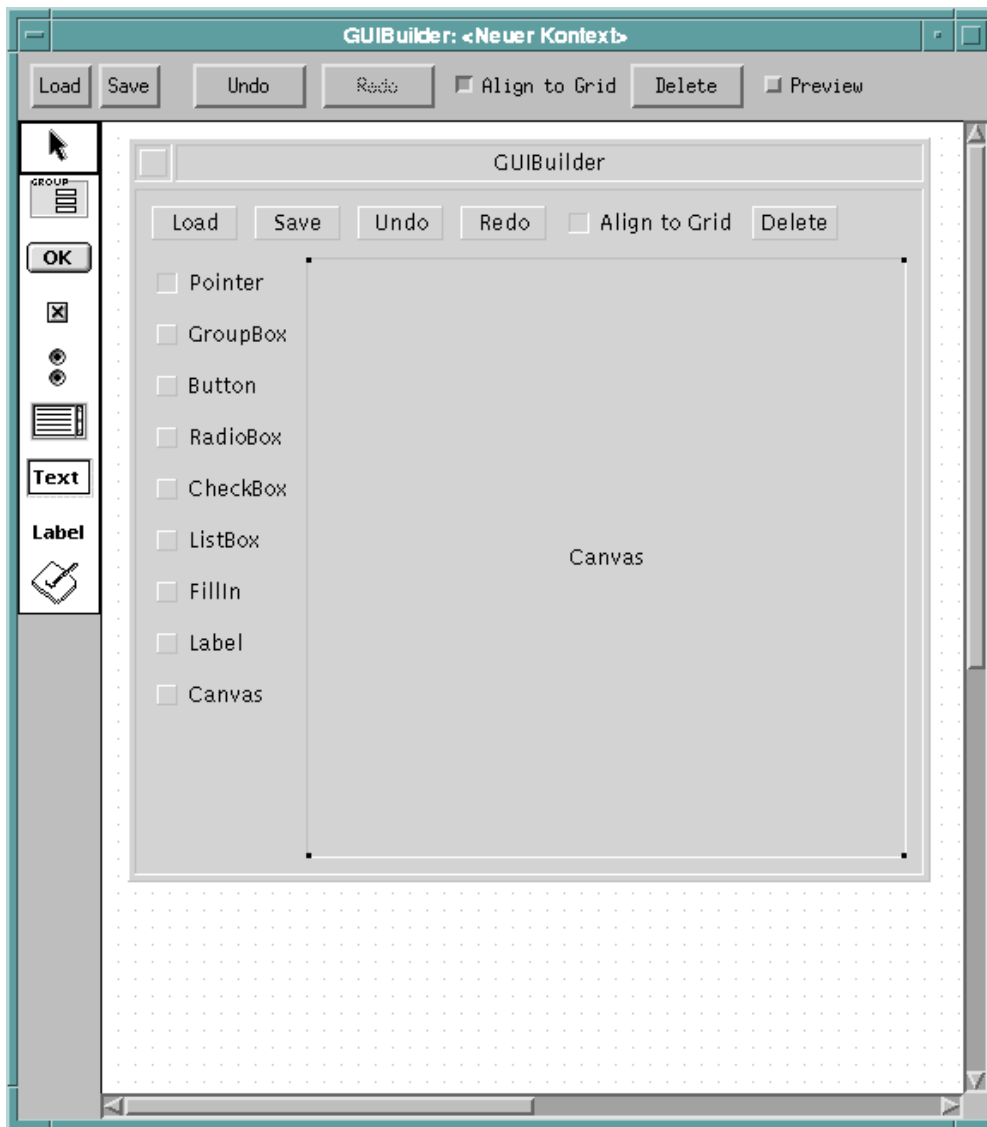 GUIBuilder: <Neuer Kontext>
Load Save Undo Redo Align to Grid Delete Preview
GROUP
OK
Text
Label
GUIBuilder
Load Save Undo Redo Align to Grid Delete
Pointer
GroupBox
Button
RadioBox
CheckBox
ListBox
Canvas
FillIn
Label
Canvas